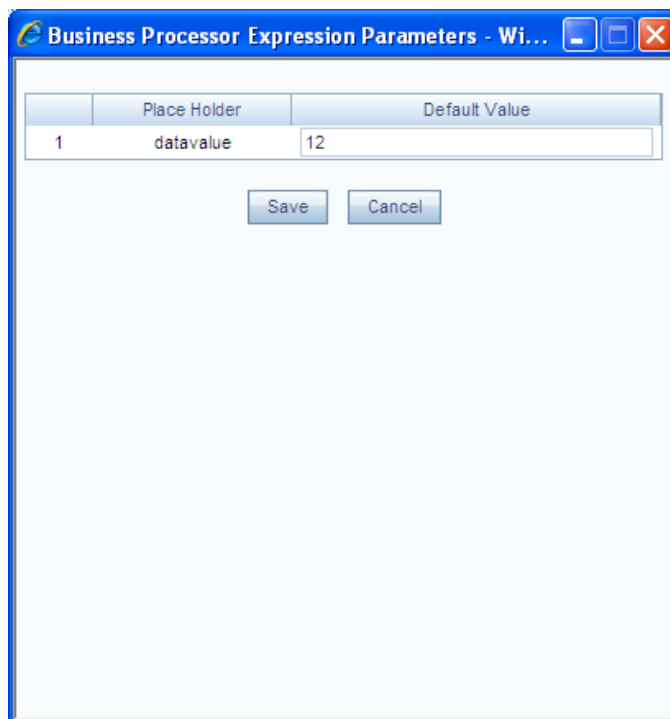 Business Processor Expression Parameters - Wi...
Place Holder Default Value
1 datavalue 12
Save Cancel